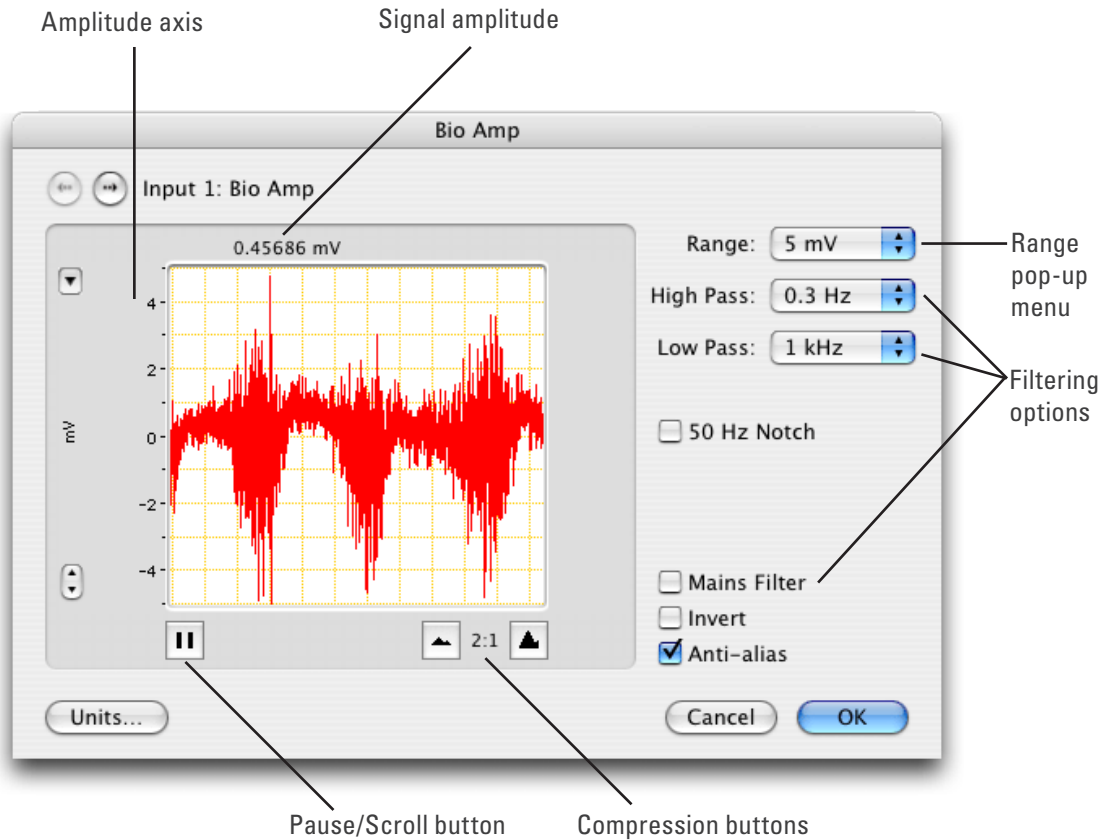 Amplitude axis
Signal amplitude
Bio Amp
Input 1: Bio Amp
0.45686 mV
Range: 5 mV
Range
pop-up
menu
High Pass: 0.3 Hz
Low Pass: 1 kHz
Filtering
options
4
2
0
-2
-4
mV
50 Hz Notch
Mains Filter
Invert
Anti-alias
2:1
Units...
Cancel
OK
Pause/Scroll button
Compression buttons